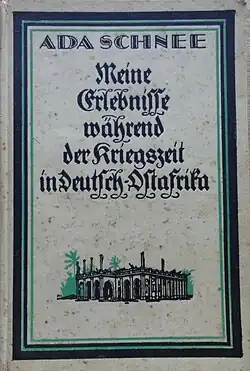 ADA SCHNEE
Meine
Erlebnisse
während
der Kriegszeit
in Deutsch-Ostafrika